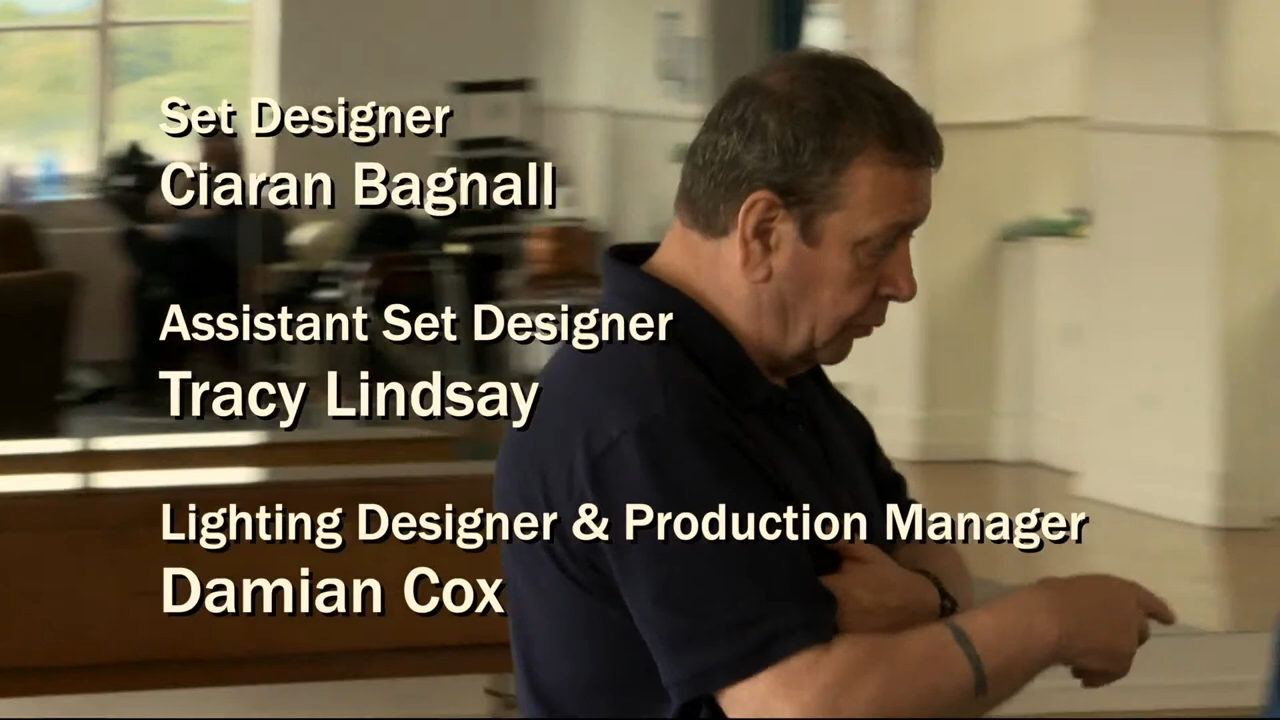 Set Designer
Ciaran Bagnall
Assistant Set Designer
Tracy Lindsay
Lighting Designer & Production Manager
Damian Cox